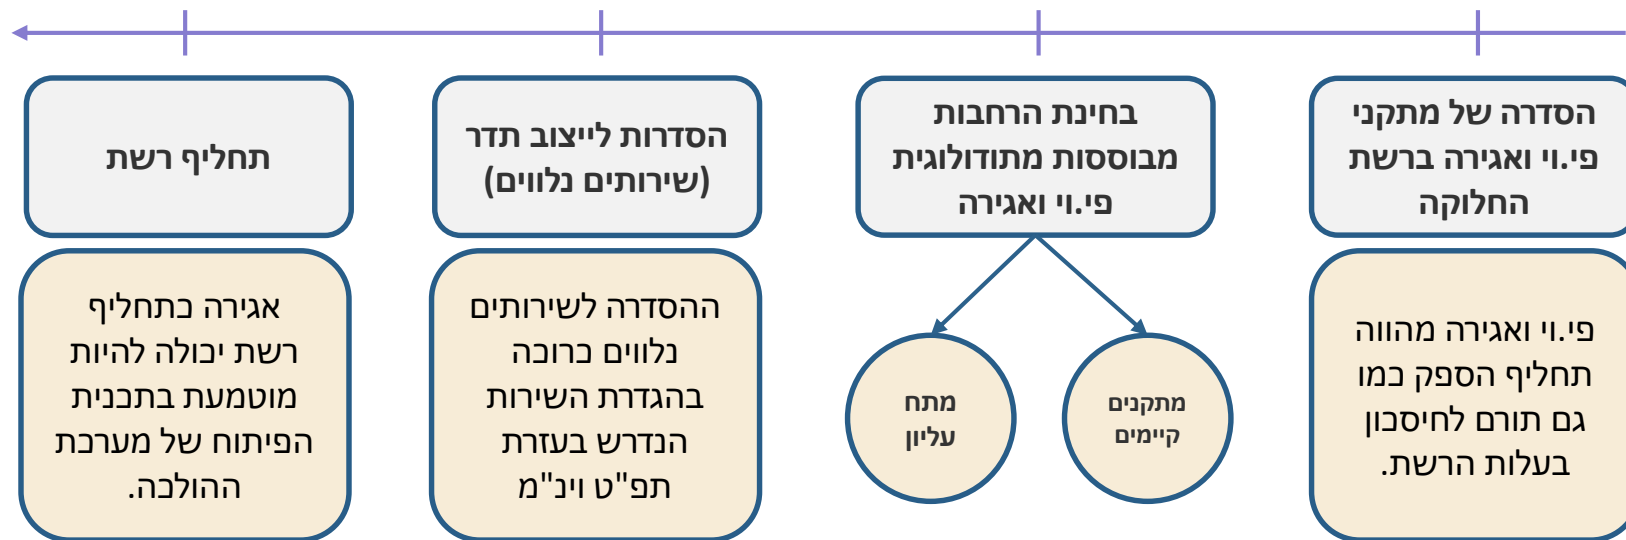 הסדרה של מתקני
פי.וי ואגירה ברשת
החלוקה
פי.וי ואגירה מהווה
תחליף הספק כמו
גם תורם לחיסכון
בעלות הרשת.
בחינת הרחבות
מבוססות מתודולוגית
פי.וי ואגירה
מתקנים
קיימים
מתח
עליון
הסדרות לייצוב תדר
(שירותים נלווים)
ההסדרה לשירותים
נלווים כרוכה
בהגדרת השירות
הנדרש בעזרת
תפ"ט וינ"מ
תחליף רשת
אגירה כתחליף
רשת יכולה להיות
מוטמעת בתכנית
הפיתוח של מערכת
ההולכה.